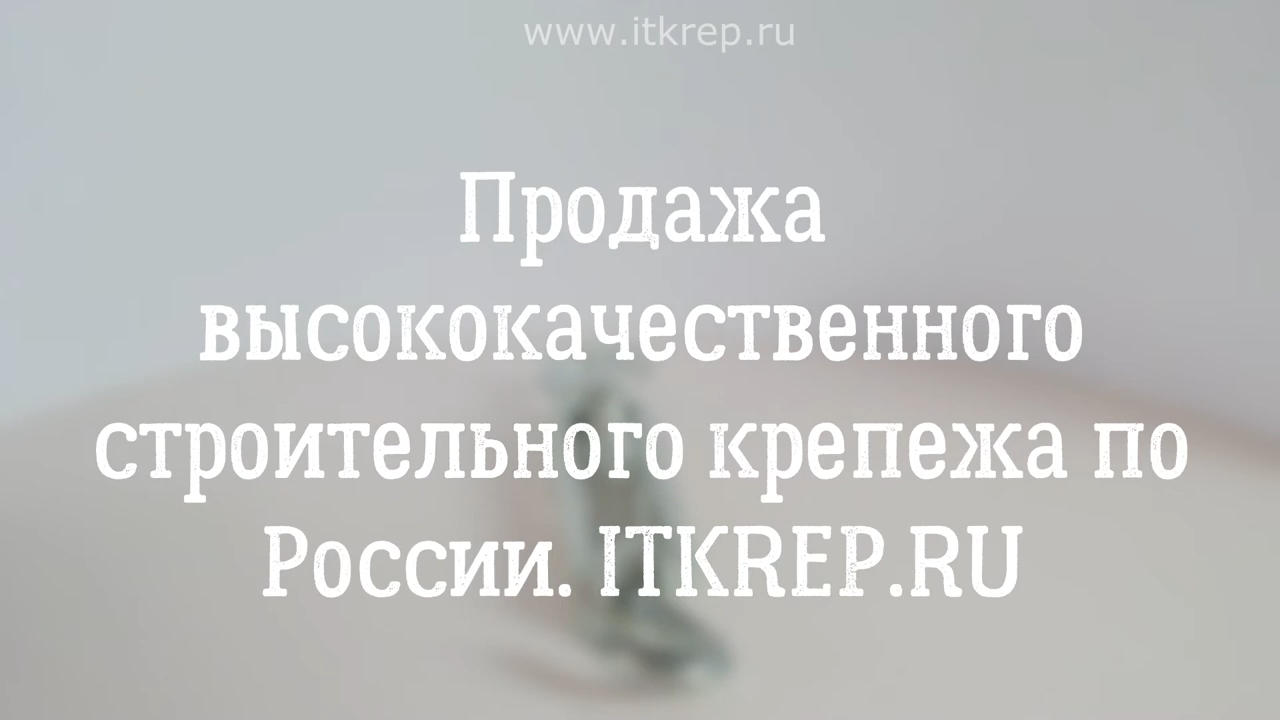 www.itkrep.ru
Продажа
высококачественного
строительного крепежа по
России. ITKREP.RU